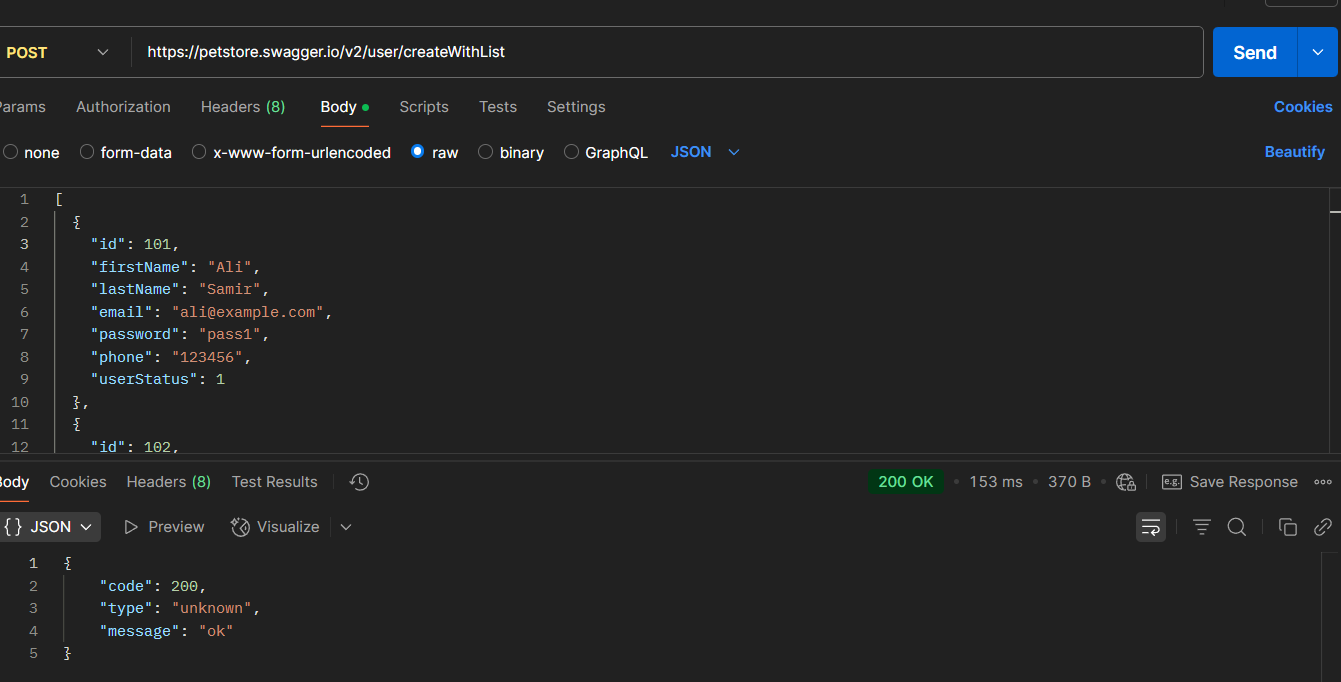 POST https://petstore.swagger.io/v2/user/createWithList Send
Params Authorization Headers (8) Body Scripts Tests Settings Cookies
none form-data x-www-form-urlencoded raw binary GraphQL JSON Beautify
1 [
2 {
3 "id": 101,
4 "firstName": "Ali",
5 "lastName": "Samir",
6 "email": "ali@example.com",
7 "password": "pass1",
8 "phone": "123456",
9 "userStatus": 1
10 },
11 {
12 "id": 102,
Body Cookies Headers (8) Test Results 200 OK • 153 ms • 370 B • e.g. Save Response
{} JSON Preview Visualize
1 {
2 "code": 200,
3 "type": "unknown",
4 "message": "ok"
5 }